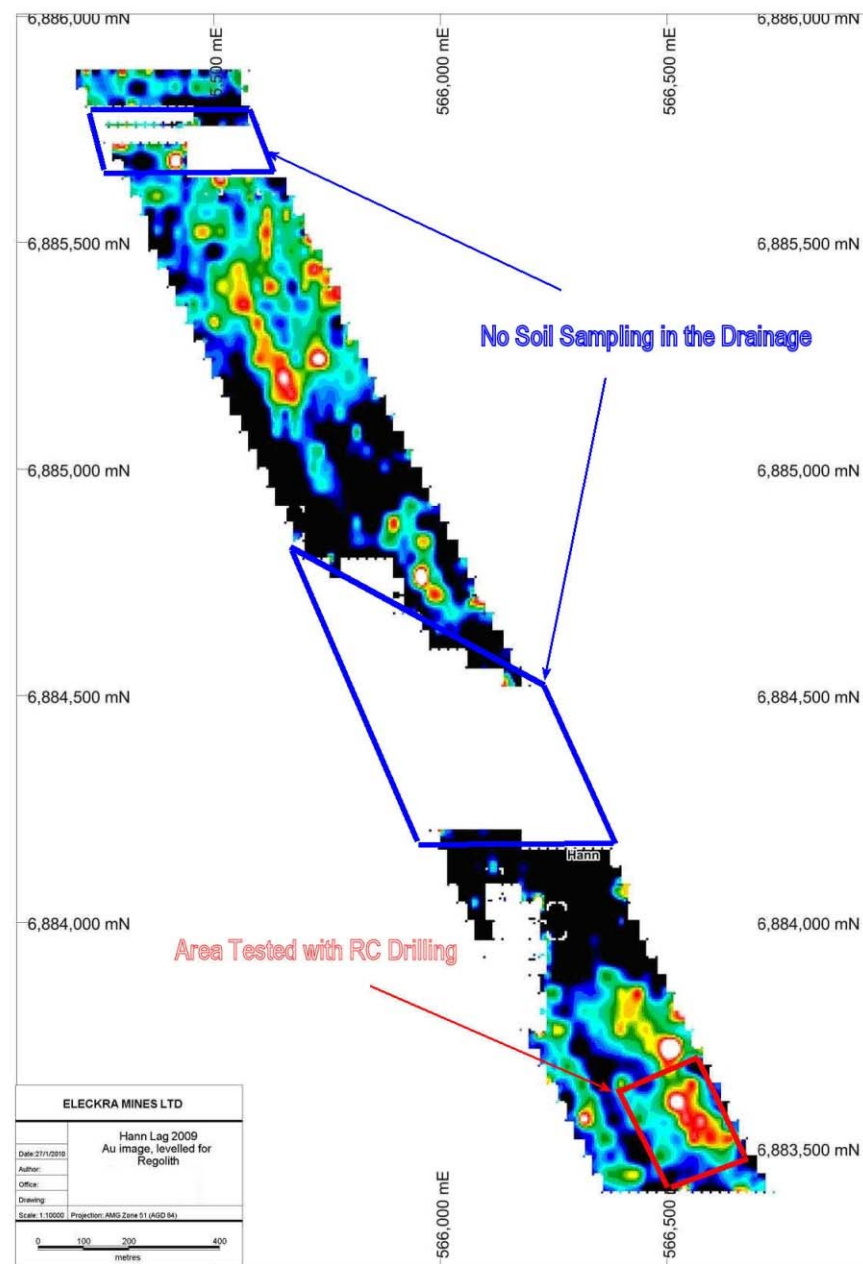 6,886,000 mN
5,500 mE
566,000 mE
566,500 mE
6,886,000 mN
6,885,500 mN
6,885,500 mN
No Soil Sampling in the Drainage
6,885,000 mN
6,885,000 mN
6,884,500 mN
6,884,500 mN
Hann
6,884,000 mN
6,884,000 mN
Area Tested with RC Drilling
6,883,500 mN
566,000 mE
566,500 mE
ELECKRA MINES LTD
Hann Lag 2009
Au image, levelled for
Regolith
Date:27/1/2010
Author:
Office:
Drawing:
Scale: 1:10000 Projection: AMG Zone 51 (AGD 84)
0 100 200 400
metres